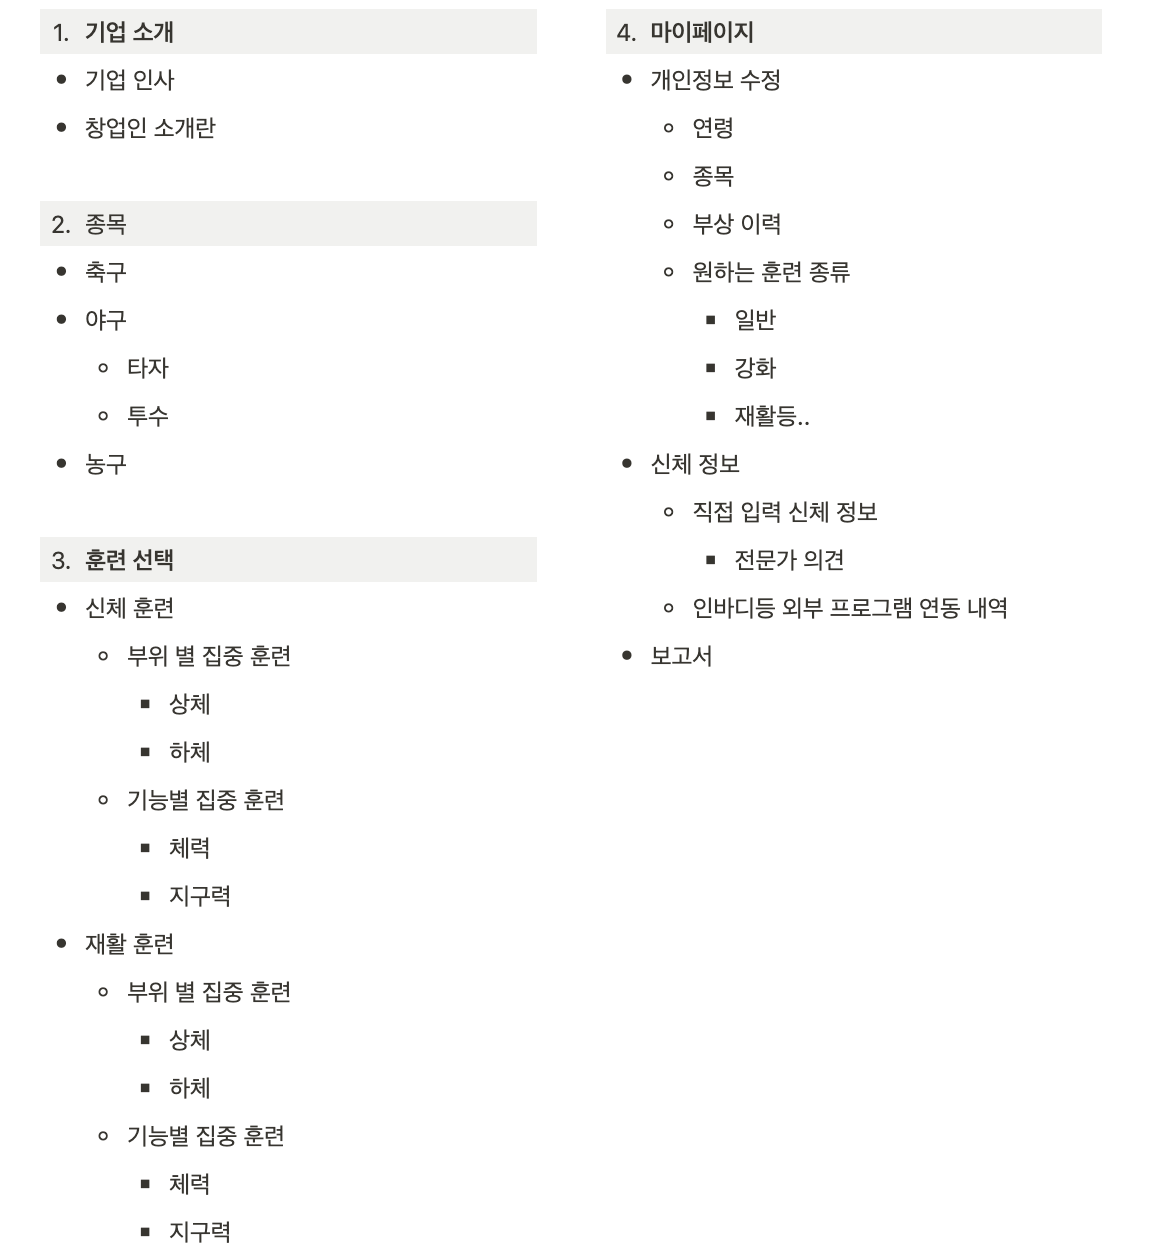 1. 기업 소개
• 기업 인사
• 창업인 소개란
2. 종목
• 축구
• 야구
◦ 타자
◦ 투수
• 농구
3. 훈련 선택
• 신체 훈련
◦ 부위 별 집중 훈련
▪ 상체
▪ 하체
◦ 기능별 집중 훈련
▪ 체력
▪ 지구력
• 재활 훈련
◦ 부위 별 집중 훈련
▪ 상체
▪ 하체
◦ 기능별 집중 훈련
▪ 체력
▪ 지구력
4. 마이페이지
• 개인정보 수정
◦ 연령
◦ 종목
◦ 부상 이력
◦ 원하는 훈련 종류
▪ 일반
▪ 강화
▪ 재활등..
• 신체 정보
◦ 직접 입력 신체 정보
▪ 전문가 의견
◦ 인바디등 외부 프로그램 연동 내역
• 보고서